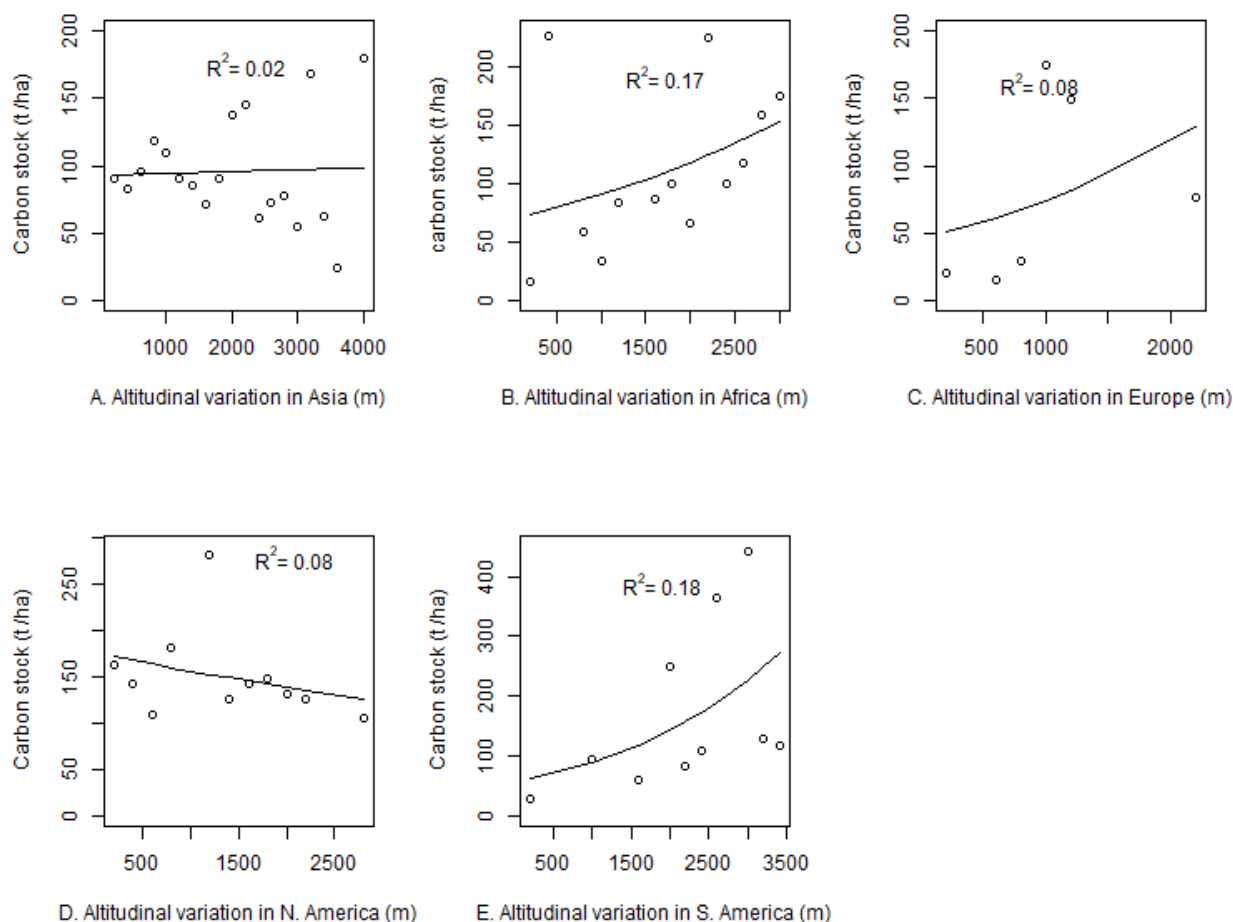 Carbon stock (t /ha)
200
150
100
50
0
R2= 0.02
1000 2000 3000 4000
A. Altitudinal variation in Asia (m)
carbon stock (t /ha)
200
150
100
50
0
R2= 0.17
500 1500 2500
B. Altitudinal variation in Africa (m)
Carbon stock (t /ha)
200
150
100
50
0
R2= 0.08
500 1000 2000
C. Altitudinal variation in Europe (m)
Carbon stock (t /ha)
250
150
50
0
R2= 0.08
500 1500 2500
D. Altitudinal variation in N. America (m)
Carbon stock (t /ha)
400
300
200
100
0
R2= 0.18
500 1500 2500 3500
E. Altitudinal variation in S. America (m)